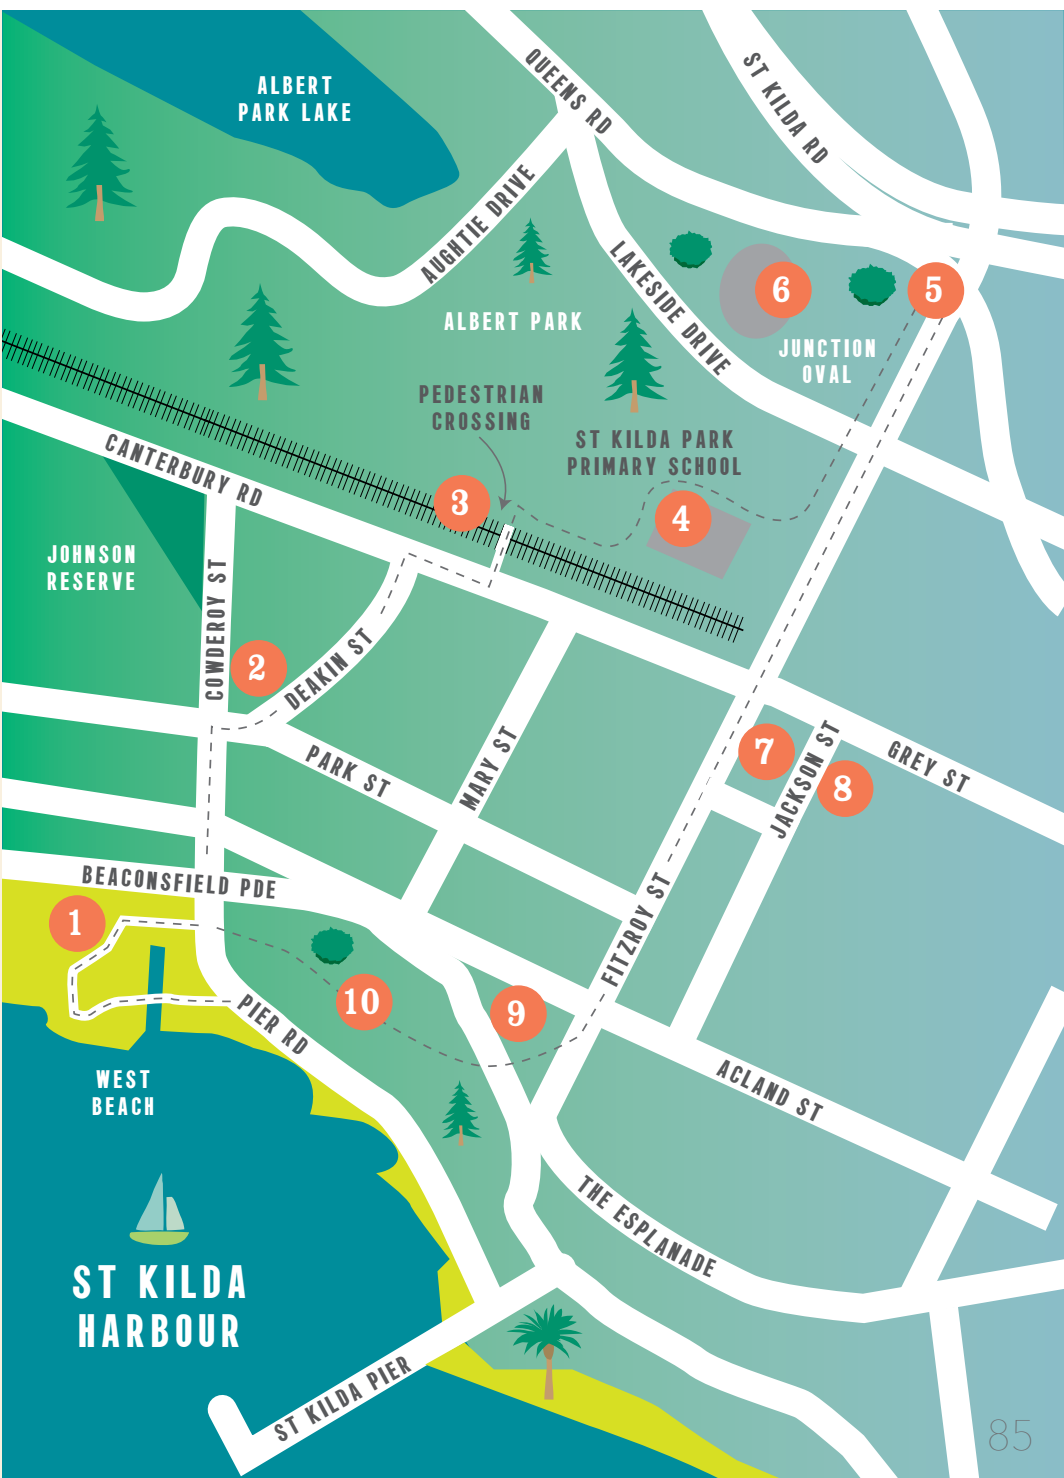 ALBERT
PARK LAKE
QUEENS RD
ST KILDA RD
AUGHTIE DRIVE
LAKESIDE DRIVE
6
5
ALBERT PARK
JUNCTION
OVAL
PEDESTRIAN
CROSSING
ST KILDA PARK
PRIMARY SCHOOL
CANTERBURY RD
3
4
JOHNSON
RESERVE
COWDEROY ST
2
DEAKIN ST
PARK ST
MARY ST
7
JACKSON ST
8
GREY ST
BEACONSFIELD PDE
FITZROY ST
1
10
9
PIER RD
WEST
BEACH
ACLAND ST
THE ESPLANADE
ST KILDA
HARBOUR
ST KILDA PIER
85